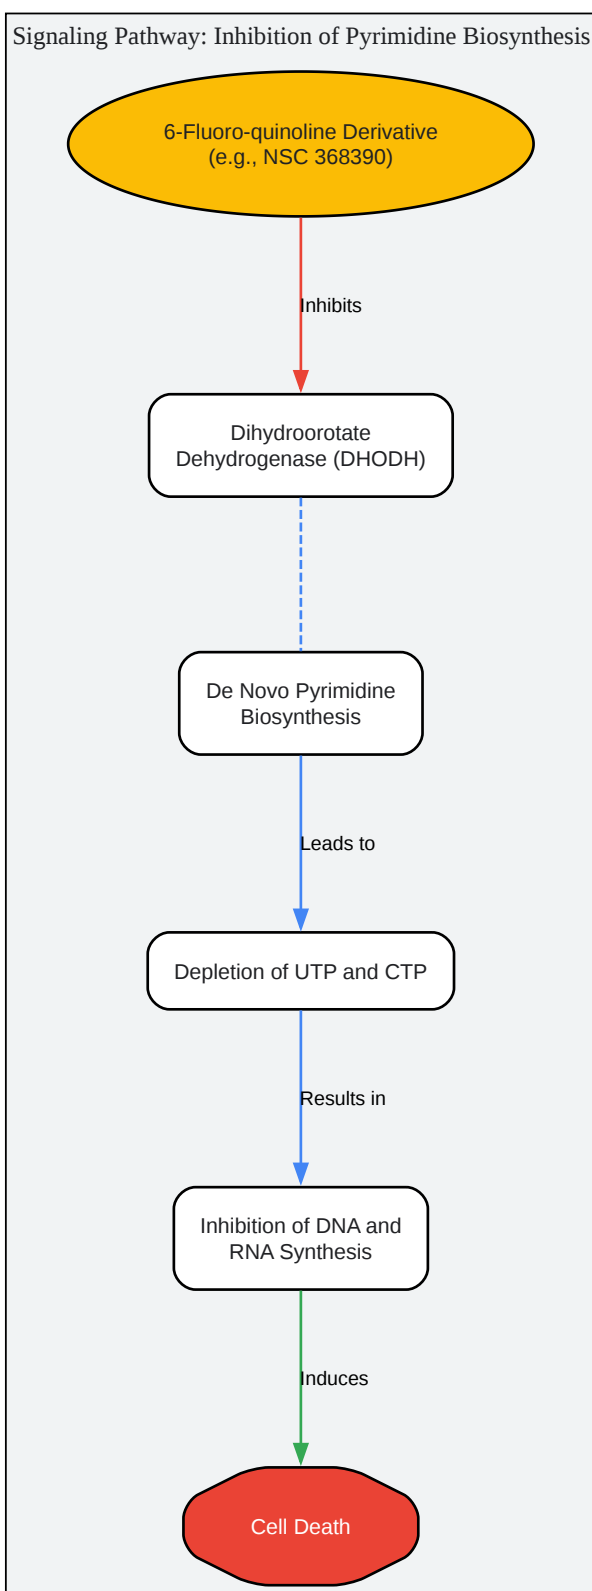 Signaling Pathway: Inhibition of Pyrimidine Biosynthesis
6-Fluoro-quinoline Derivative
(e.g., NSC 368390)
Inhibits
Dihydroorotate
Dehydrogenase (DHODH)
De Novo Pyrimidine
Biosynthesis
Leads to
Depletion of UTP and CTP
Results in
Inhibition of DNA and
RNA Synthesis
Induces
Cell Death